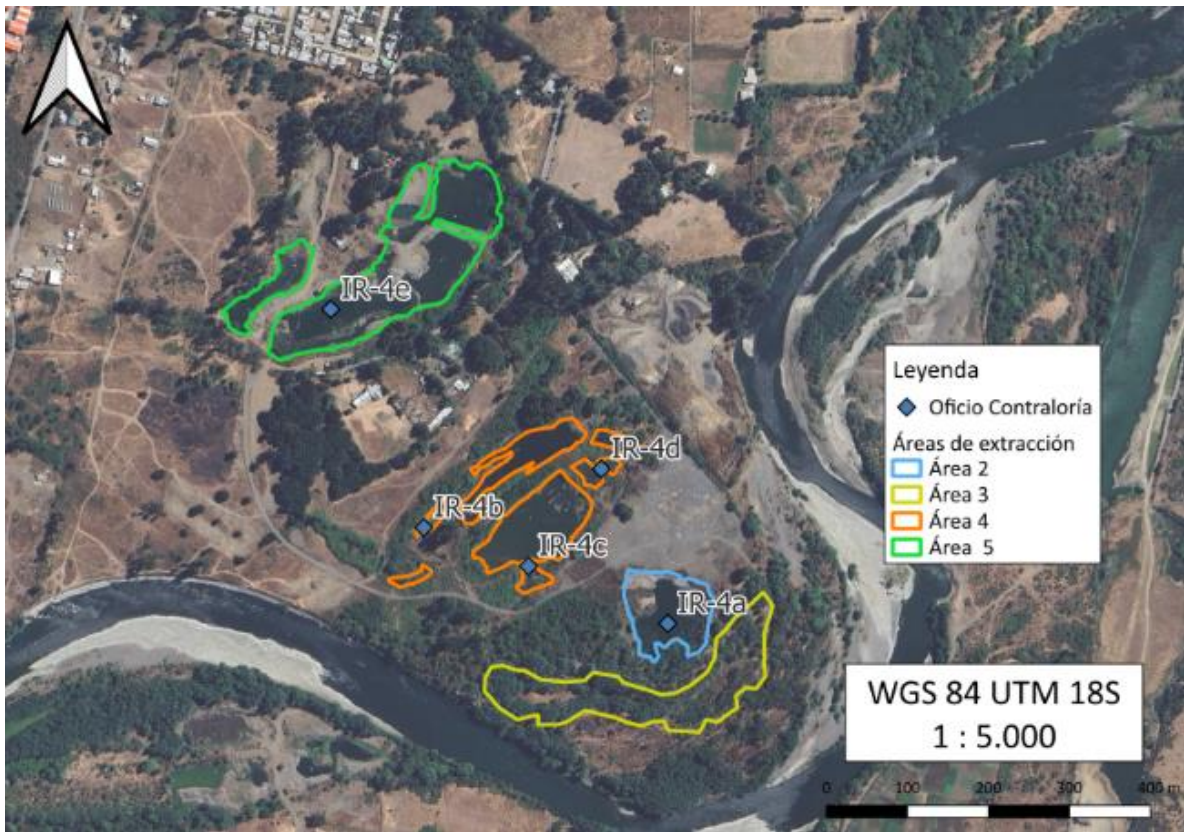 IR-4e
IR-4d
IR-4b
IR-4c
IR-4a
Leyenda
Oficio Contraloría
Áreas de extracción
Área 2
Área 3
Área 4
Área 5
WGS 84 UTM 18S
1 : 5.000
0 100 200 300 400 m